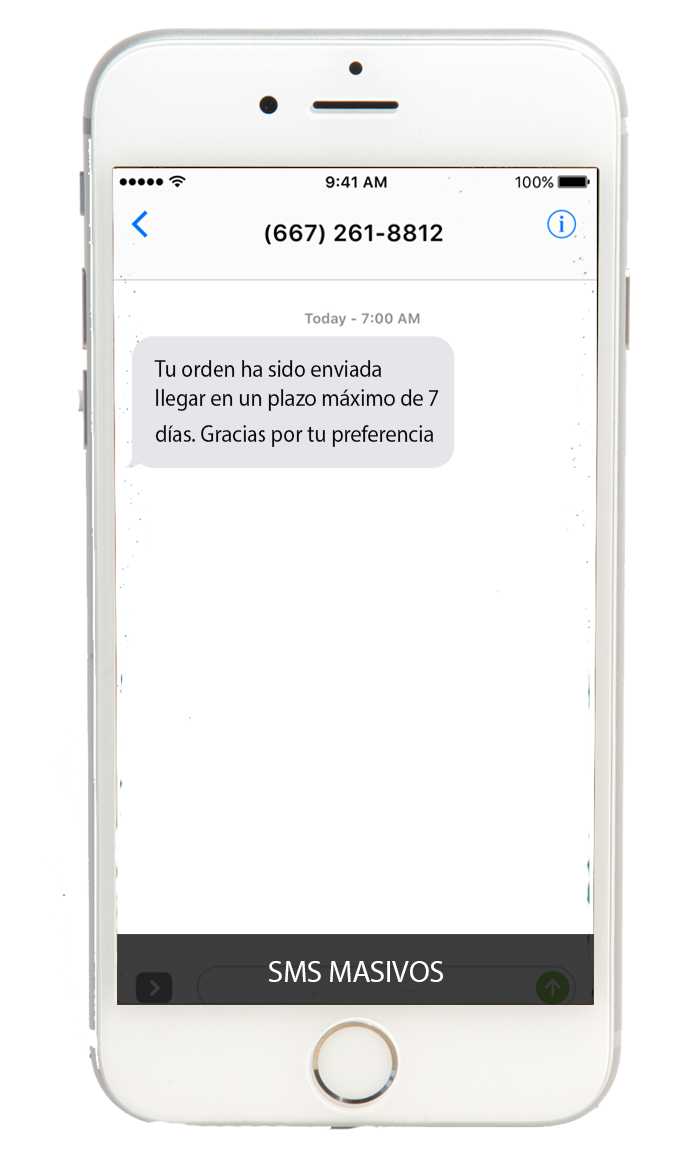 9:41 AM
100%
(667) 261-8812
Today - 7:00 AM
Tu orden ha sido enviada
llegar en un plazo máximo de 7
días. Gracias por tu preferencia
SMS MASIVOS